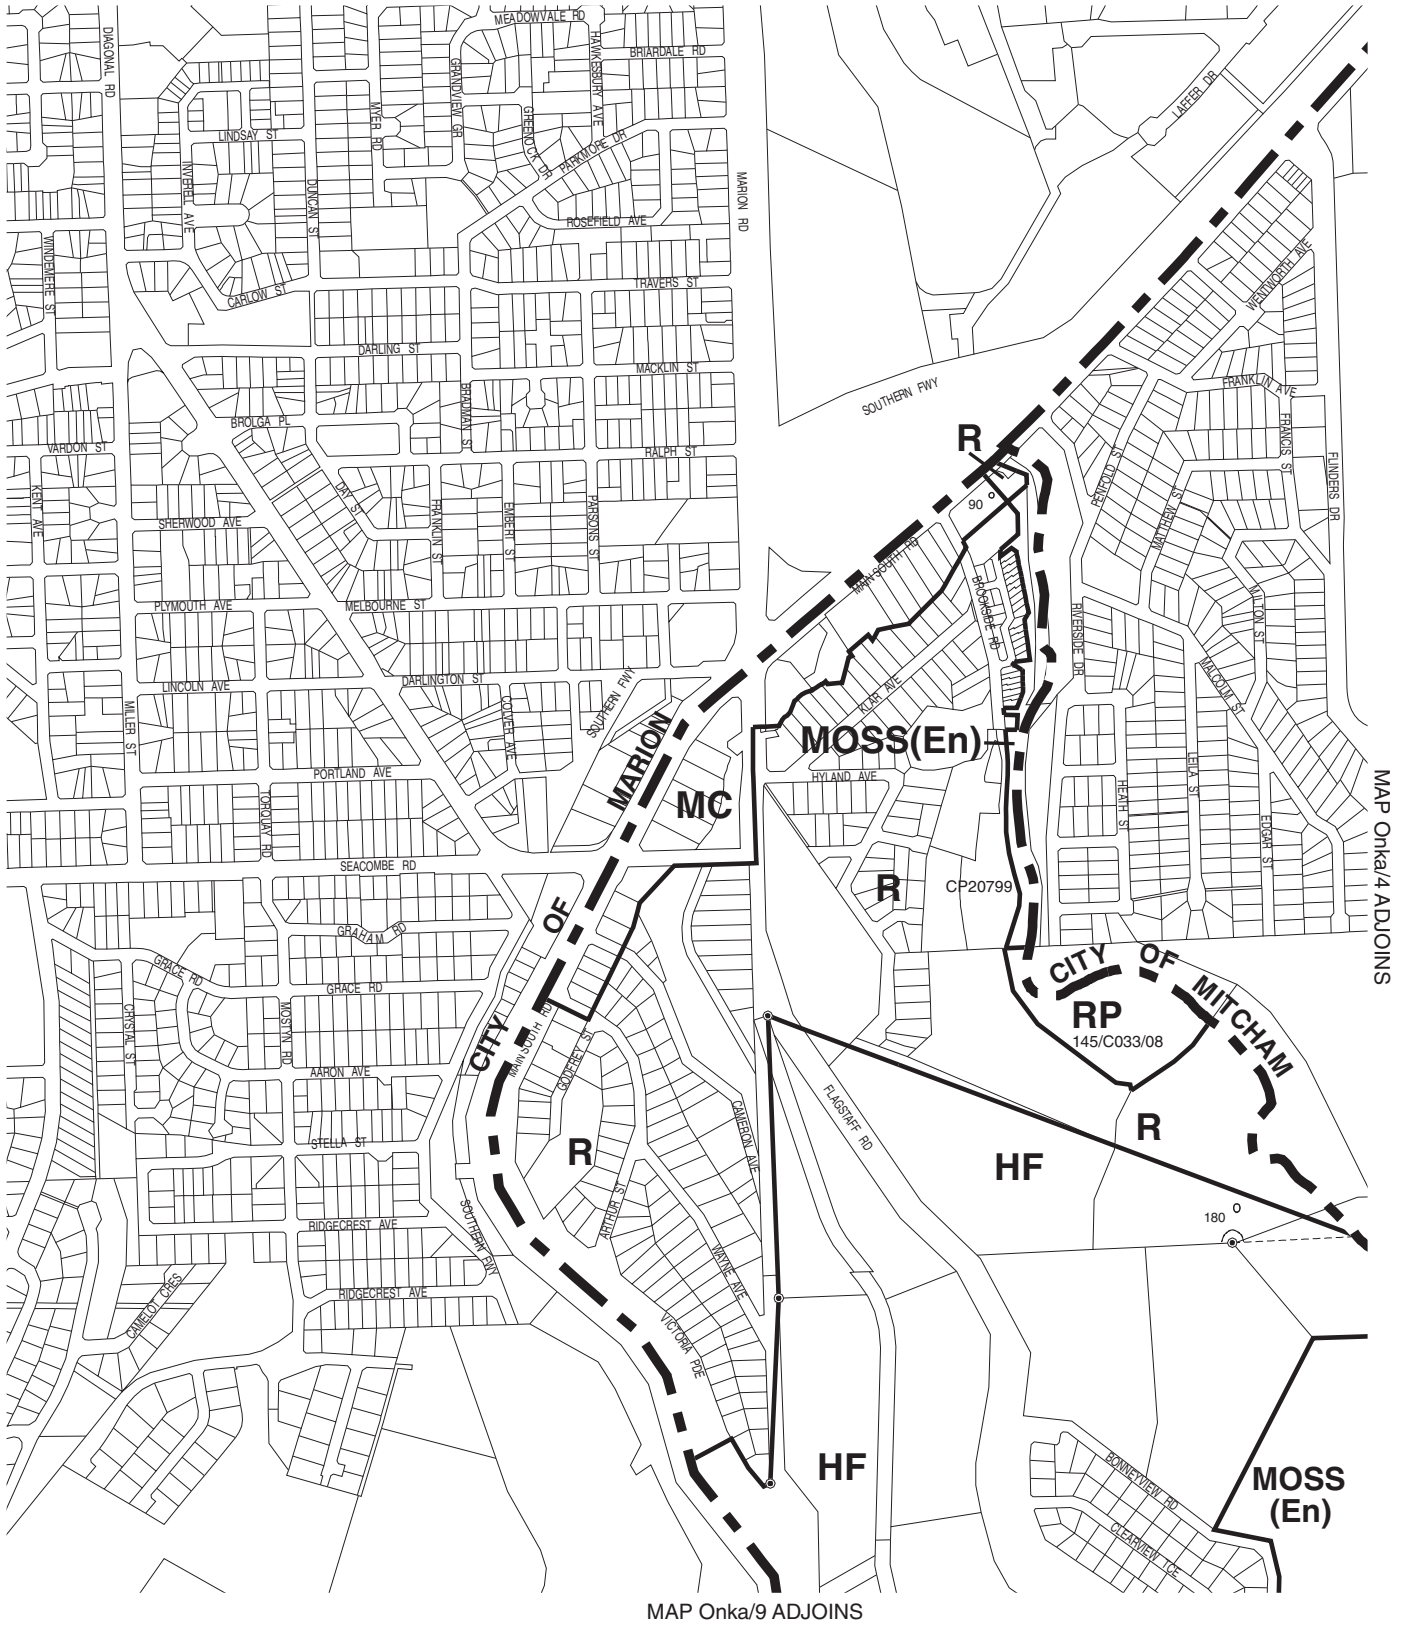 MEADOWVALE RD
DIAGONAL RD
HAWKESBURY AVE
BRIARDALE RD
GRANDVIEW GR
LAFFER DR
MYER RD
GREENOCK DR
LINDSAY ST
PARKMORE DR
INVERELL AVE
DUNCAN ST
MARION RD
ROSEFIELD AVE
WINDEMERE ST
WENTWORTH AVE
CARLOW ST
TRAVERS ST
DARLING ST
MACKLIN ST
SOUTHERN FWY
FRANKLIN AVE
BRADMAN S
BROLGA PL
R
FRANCIS ST
VARDON ST
RALPH ST
PENFOLD ST
FLINDERS DR
KENT AVE
DAY ST
90
MATTHEW ST
SHERWOOD AVE
FRANKLIN ST
EMBERT ST
PARSONS ST
MAIN SOUTH RD
BROOKSIDE RD
PLYMOUTH AVE
MELBOURNE ST
RIVERSIDE DR
MILTON ST
LINCOLN AVE
DARLINGTON ST
SOUTHERN FWY
KLAR AVE
MALCOLM ST
MILLER ST
COLVER AVE
MOSS(En)
MARION
PORTLAND AVE
HYLAND AVE
MC
HEATH ST
LELA ST
EDGAR ST
TORQUAY RD
MAP Onka/4 ADJOINS
SEACOMBE RD
R
CP20799
OF
GRAHAM RD
CITY OF
MITCHAM
GRACE RD
GRACE RD
RP
145/C033/08
CRYSTAL ST
MOSTYN RD
CITY
MAIN SOUTH RD
GODFREY ST
AARON AVE
CAMERON AVE
FLAGSTAFF RD
R
STELLA ST
R
HF
ARTHUR ST
SOUTHERN FWY
RIDGECREST AVE
180
WAYNE AVE
CAMELOT CRES
RIDGECREST AVE
VICTORIA PDE
HF
BONNEYVIEW RD
MOSS
(En)
CLEARVIEW TCE
MAP Onka/9 ADJOINS